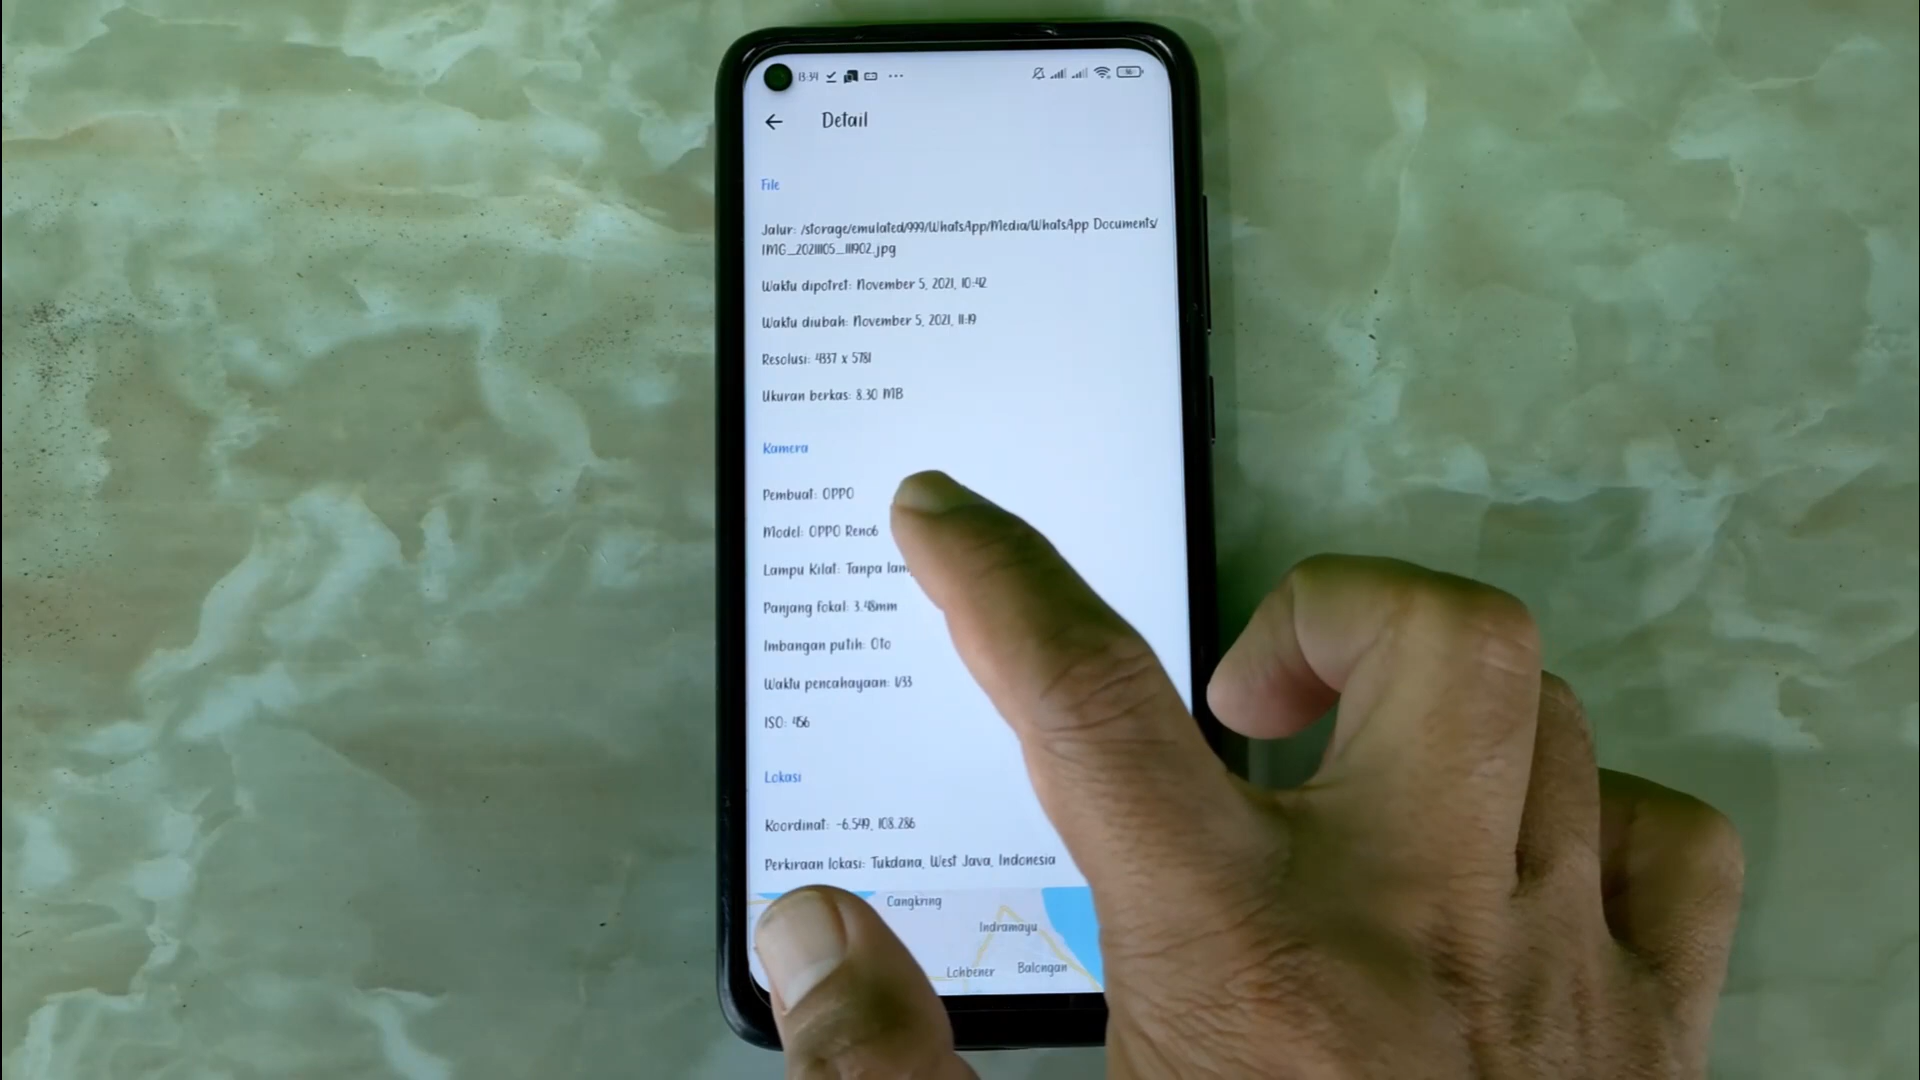 13:34
Detail
File
Jalur: /storage/emulated/999/WhatsApp/Media/WhatsApp Documents/
IMG_20211105_111902.jpg
Waktu dipotret: November 5, 2021, 10:42
Waktu diubah: November 5, 2021, 11:19
Resolusi: 4337 x 5781
Ukuran berkas: 8.30 MB
Kamera
Pembuat: OPPO
Model: OPPO Reno6
Lampu Kilat: Tanpa
Panjang fokal: 3.48mm
Imbangan putih: Oto
Waktu pencahayaan: 1/33
ISO: 456
Lokasi
Koordinat: -6.549, 108.286
Perkiraan lokasi: Tukdana, West Java, Indonesia
Cangkring
Indramayu
Lohbener
Balongan